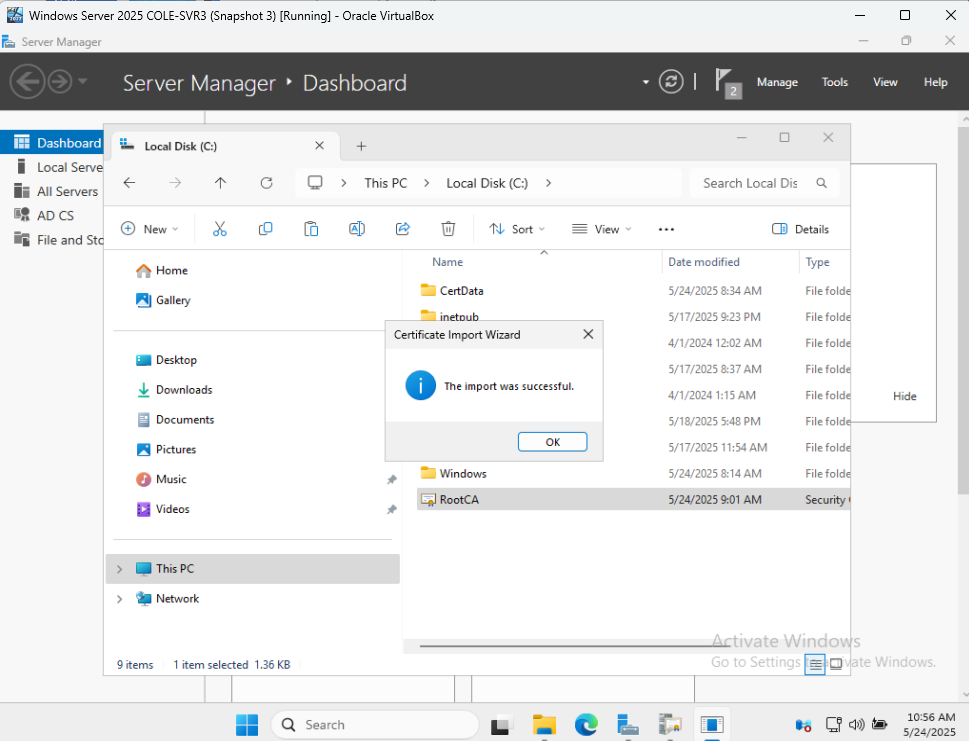 Windows Server 2025 COLE-SVR3 (Snapshot 3) [Running] - Oracle VirtualBox
Server Manager
Server Manager Dashboard
2
Manage Tools View Help
Dashboard
Local Serve
All Servers
AD CS
File and Sto
Local Disk (C:)
This PC > Local Disk (C:) >
Search Local Dis
New
Sort
View
Details
Home
Gallery
Desktop
Downloads
Documents
Pictures
Music
Videos
This PC
Network
Name Date modified Type
CertData 5/24/2025 8:34 AM File folde
inetpub 5/17/2025 9:23 PM File folde
4/1/2024 12:02 AM File folde
5/17/2025 8:37 AM File folde
4/1/2024 1:15 AM File folde
5/18/2025 5:48 PM File folde
5/17/2025 11:54 AM File folde
Windows 5/24/2025 8:14 AM File folde
RootCA 5/24/2025 9:01 AM Security
Certificate Import Wizard
The import was successful.
OK
Hide
9 items 1 item selected 1.36 KB
Activate Windows
Go to Settings to activate Windows.
Search
10:56 AM
5/24/2025